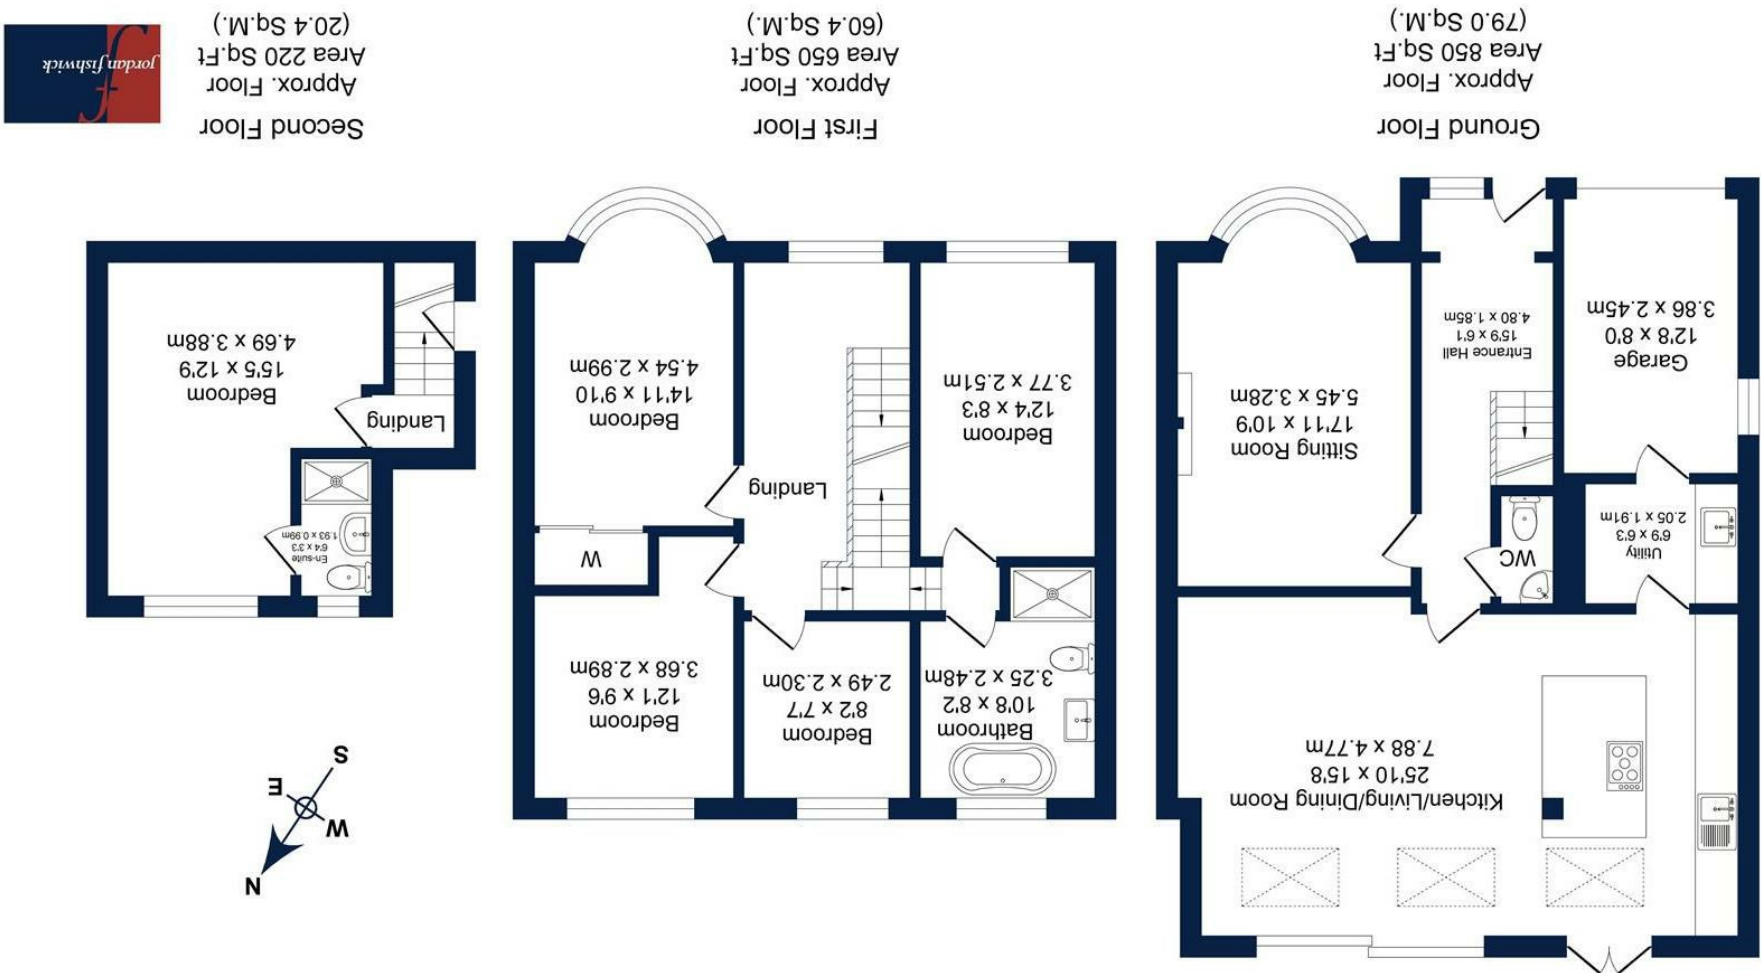 Kitchen/Living/Dining Room
25'10 x 15'8
7.88 x 4.77m
Utility
6'9 x 6'3
2.05 x 1.91m
WC
Sitting Room
17'11 x 10'9
5.45 x 3.28m
Garage
12'8 x 8'0
3.86 x 2.45m
Entrance Hall
15'9 x 6'1
4.80 x 1.85m
Ground Floor
Approx. Floor
Area 850 Sq.Ft
(79.0 Sq.M.)
Bathroom
10'8 x 8'2
3.25 x 2.48m
Bedroom
8'2 x 7'7
2.49 x 2.30m
Bedroom
12'1 x 9'6
3.68 x 2.89m
W
Landing
Bedroom
12'4 x 8'3
3.77 x 2.51m
Bedroom
14'11 x 9'10
4.54 x 2.99m
First Floor
Approx. Floor
Area 650 Sq.Ft
(60.4 Sq.M.)
N
W
E
S
En-suite
6'4 x 3'3
1.93 x 0.99m
Landing
Bedroom
15'5 x 12'9
4.69 x 3.88m
Second Floor
Approx. Floor
Area 220 Sq.Ft
(20.4 Sq.M.)
f
jordan fishwick